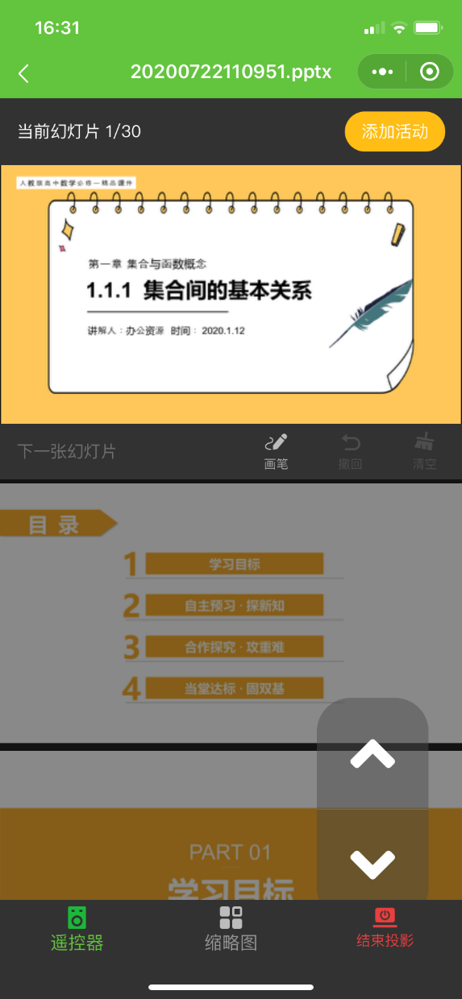 16:31
20200722110951.pptx
当前幻灯片 1/30
添加活动
人教版高中数学必修一精品课件
第一章 集合与函数概念
1.1.1 集合间的基本关系
讲解人：办公资源 时间： 2020.1.12
下一张幻灯片
画笔
撤回
清空
目 录
1 学习目标
2 自主预习 · 探新知
3 合作探究 · 攻重难
4 当堂达标 · 固双基
PART 01
学习目标
遥控器
缩略图
结束投影